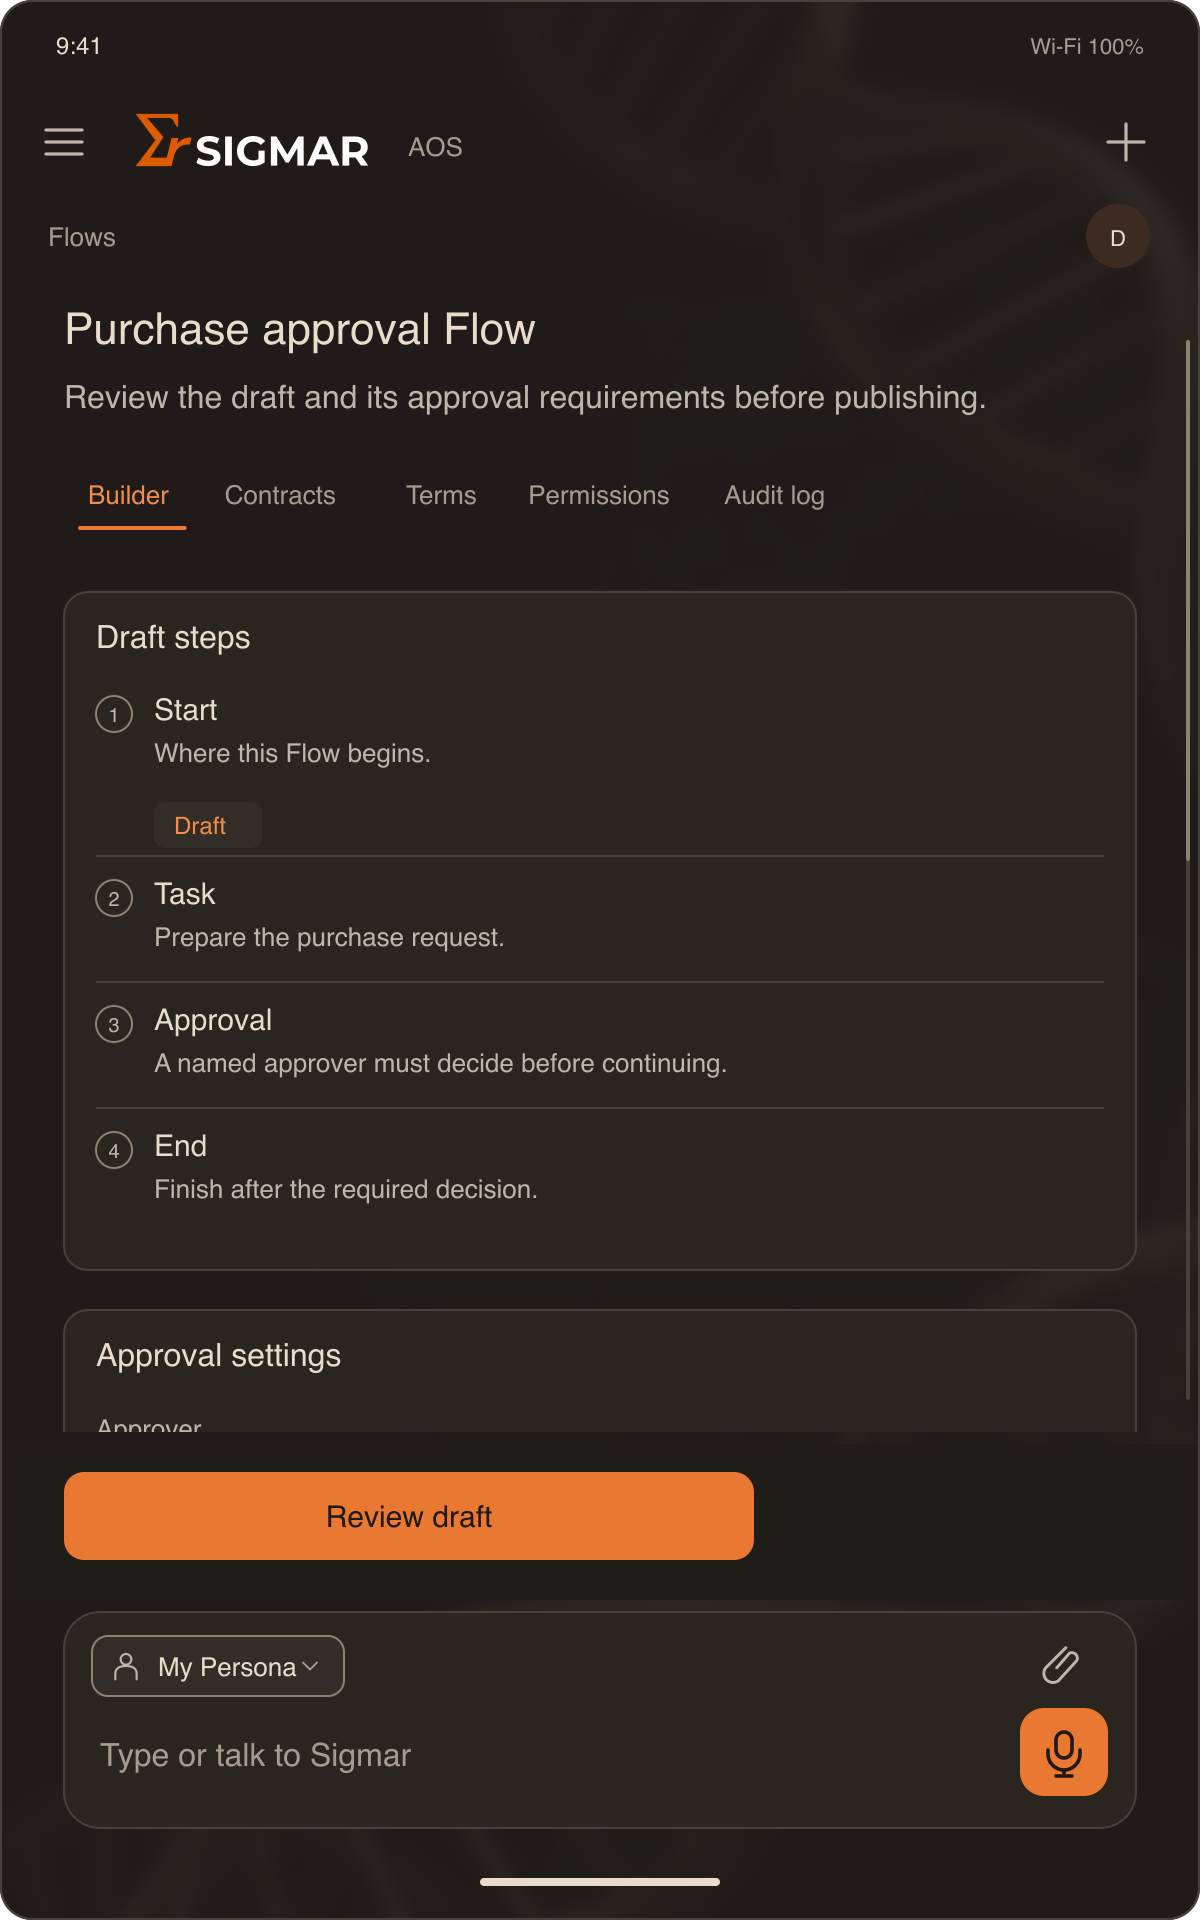 9:41
Wi-Fi 100%
Σr SIGMAR AOS
Flows
D
Purchase approval Flow
Review the draft and its approval requirements before publishing.
Builder Contracts Terms Permissions Audit log
Draft steps
1 Start
Where this Flow begins.
Draft
2 Task
Prepare the purchase request.
3 Approval
A named approver must decide before continuing.
4 End
Finish after the required decision.
Approval settings
Approver
Review draft
My Persona
Type or talk to Sigmar